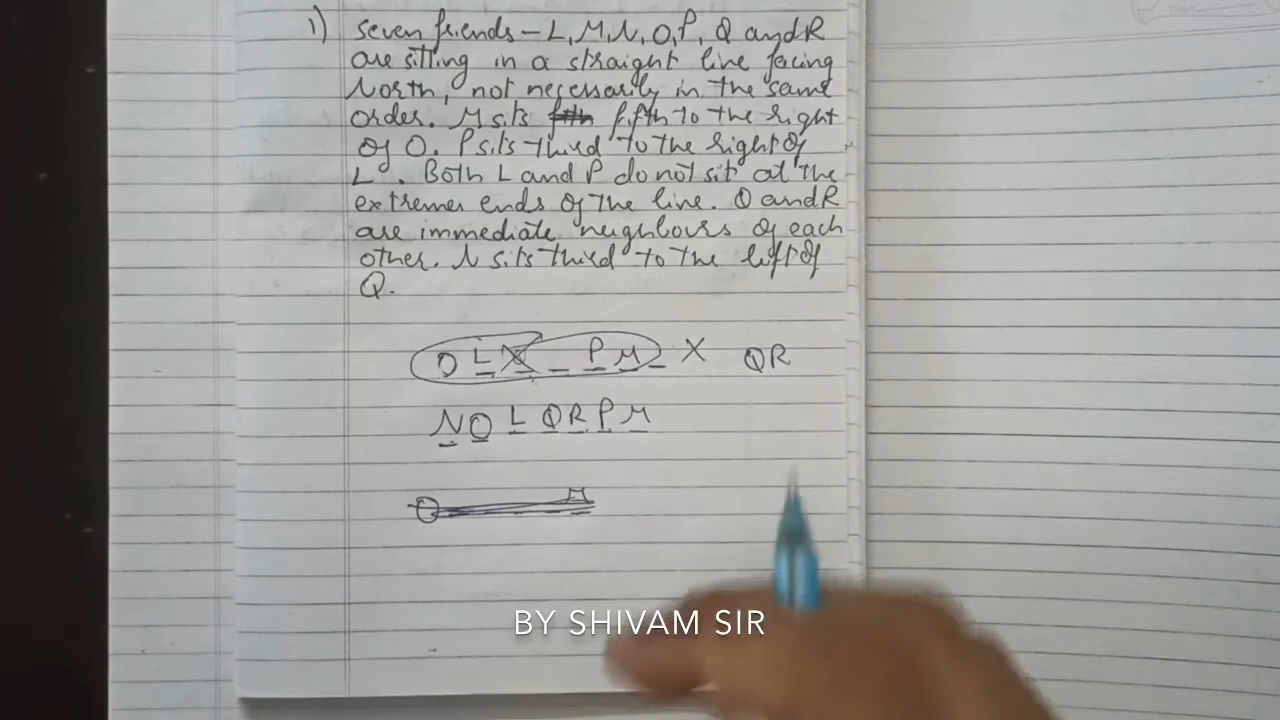 1) seven friends - L, M, N, O, P, Q and R
are sitting in a straight line facing
North, not necessarily in the same
order. M sits fifth to the right
of O. P sits third to the right of
L. Both L and P do not sit at the
extreme ends of the line. Q and R
are immediate neighbours of each
other. N sits third to the left of
Q.
O L N _ P M _ X QR
N O L Q R P M
O M
BY SHIVAM SIR